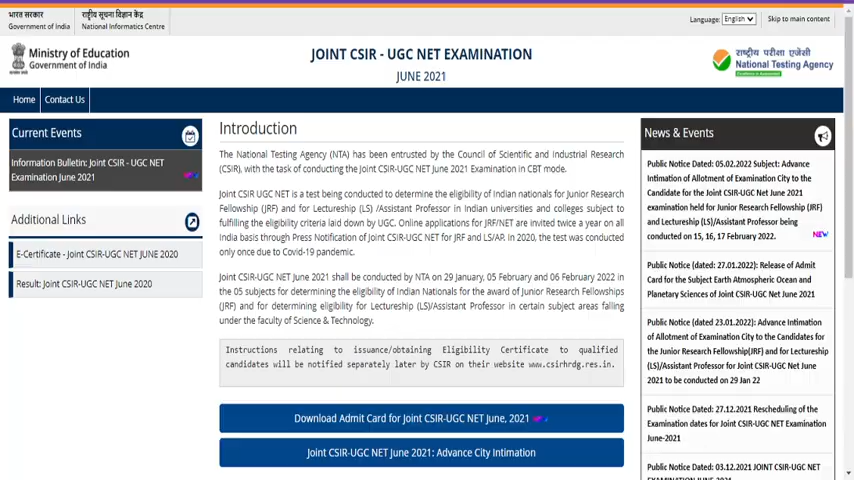 भारत सरकार
Government of India
राष्ट्रीय सूचना विज्ञान केंद्र
National Informatics Centre
Language: English
Skip to main content
Ministry of Education
Government of India
JOINT CSIR - UGC NET EXAMINATION
JUNE 2021
राष्ट्रीय परीक्षा एजेंसी
National Testing Agency
Excellence in Assessment
Home
Contact Us
Current Events
Information Bulletin: Joint CSIR - UGC NET
Examination June 2021
Additional Links
E-Certificate - Joint CSIR-UGC NET JUNE 2020
Result: Joint CSIR-UGC NET June 2020
Introduction
The National Testing Agency (NTA) has been entrusted by the Council of Scientific and Industrial Research
(CSIR), with the task of conducting the Joint CSIR-UGC NET June 2021 Examination in CBT mode.
Joint CSIR UGC NET is a test being conducted to determine the eligibility of Indian nationals for Junior Research
Fellowship (JRF) and for Lectureship (LS) /Assistant Professor in Indian universities and colleges subject to
fulfilling the eligibility criteria laid down by UGC. Online applications for JRF/NET are invited twice a year on all
India basis through Press Notification of Joint CSIR-UGC NET for JRF and LS/AP. In 2020, the test was conducted
only once due to Covid-19 pandemic.
Joint CSIR-UGC NET June 2021 shall be conducted by NTA on 29 January, 05 February and 06 February 2022 in
the 05 subjects for determining the eligibility of Indian Nationals for the award of Junior Research Fellowships
(JRF) and for determining eligibility for Lectureship (LS)/Assistant Professor in certain subject areas falling
under the faculty of Science & Technology.
Instructions relating to issuance/obtaining Eligibility Certificate to qualified
candidates will be notified separately later by CSIR on their website www.csirhrdg.res.in.
Download Admit Card for Joint CSIR-UGC NET June, 2021
Joint CSIR-UGC NET June 2021: Advance City Intimation
News & Events
Public Notice Dated: 05.02.2022 Subject: Advance
Intimation of Allotment of Examination City to the
Candidate for the Joint CSIR-UGC Net June 2021
examination held for Junior Research Fellowship (JRF)
and Lectureship (LS)/Assistant Professor being
conducted on 15, 16, 17 February 2022.
NEW
Public Notice (dated: 27.01.2022): Release of Admit
Card for the Subject Earth Atmospheric Ocean and
Planetary Sciences of Joint CSIR-UGC Net June 2021
Public Notice (dated 23.01.2022): Advance Intimation
of Allotment of Examination City to the Candidates for
the Junior Research Fellowship(JRF) and for Lectureship
(LS)/Assistant Professor for Joint CSIR UGC Net June
2021 to be conducted on 29 Jan 22
Public Notice Dated: 27.12.2021 Rescheduling of the
Examination dates for Joint CSIR-UGC NET Examination
June-2021
Public Notice Dated: 03.12.2021 JOINT CSIR-UGC NET
EXAMINATION JUNE 2021